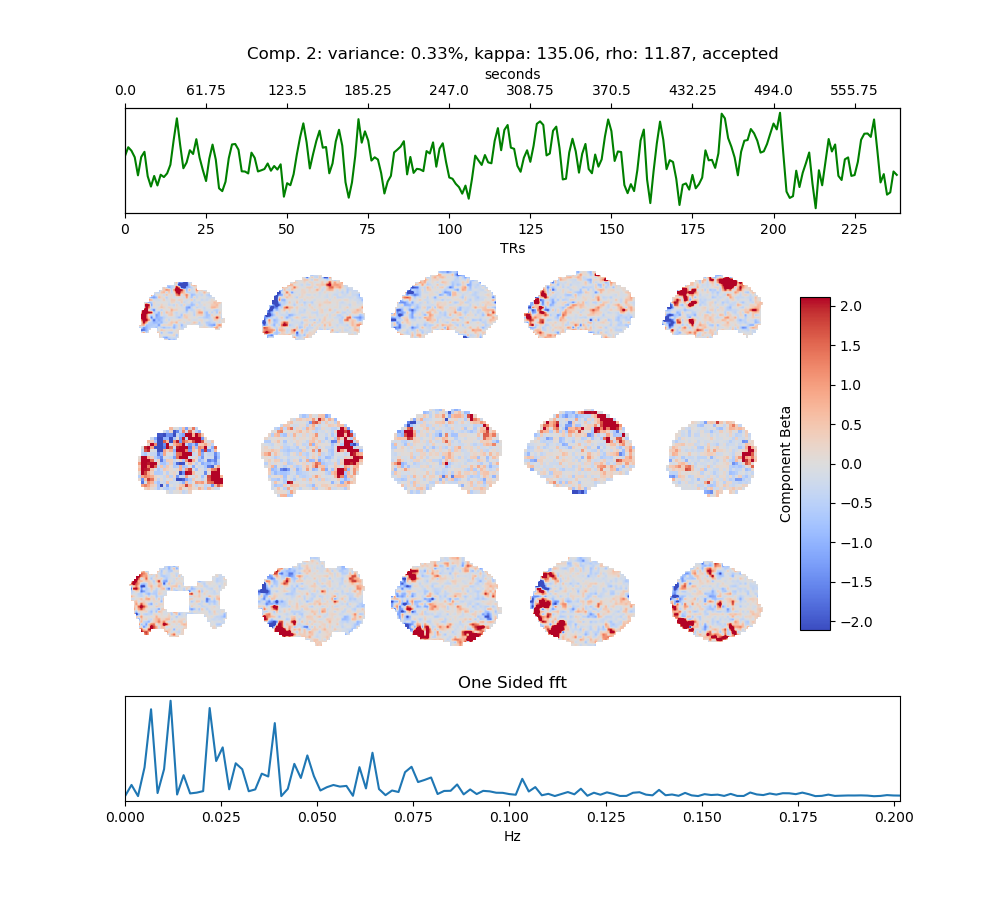 Comp. 2: variance: 0.33%, kappa: 135.06, rho: 11.87, accepted
seconds
0.0 61.75 123.5 185.25 247.0 308.75 370.5 432.25 494.0 555.75
0 25 50 75 100 125 150 175 200 225
TRs
2.0
1.5
1.0
0.5
0.0
−0.5
−1.0
−1.5
−2.0
Component Beta
One Sided fft
0.000 0.025 0.050 0.075 0.100 0.125 0.150 0.175 0.200
Hz